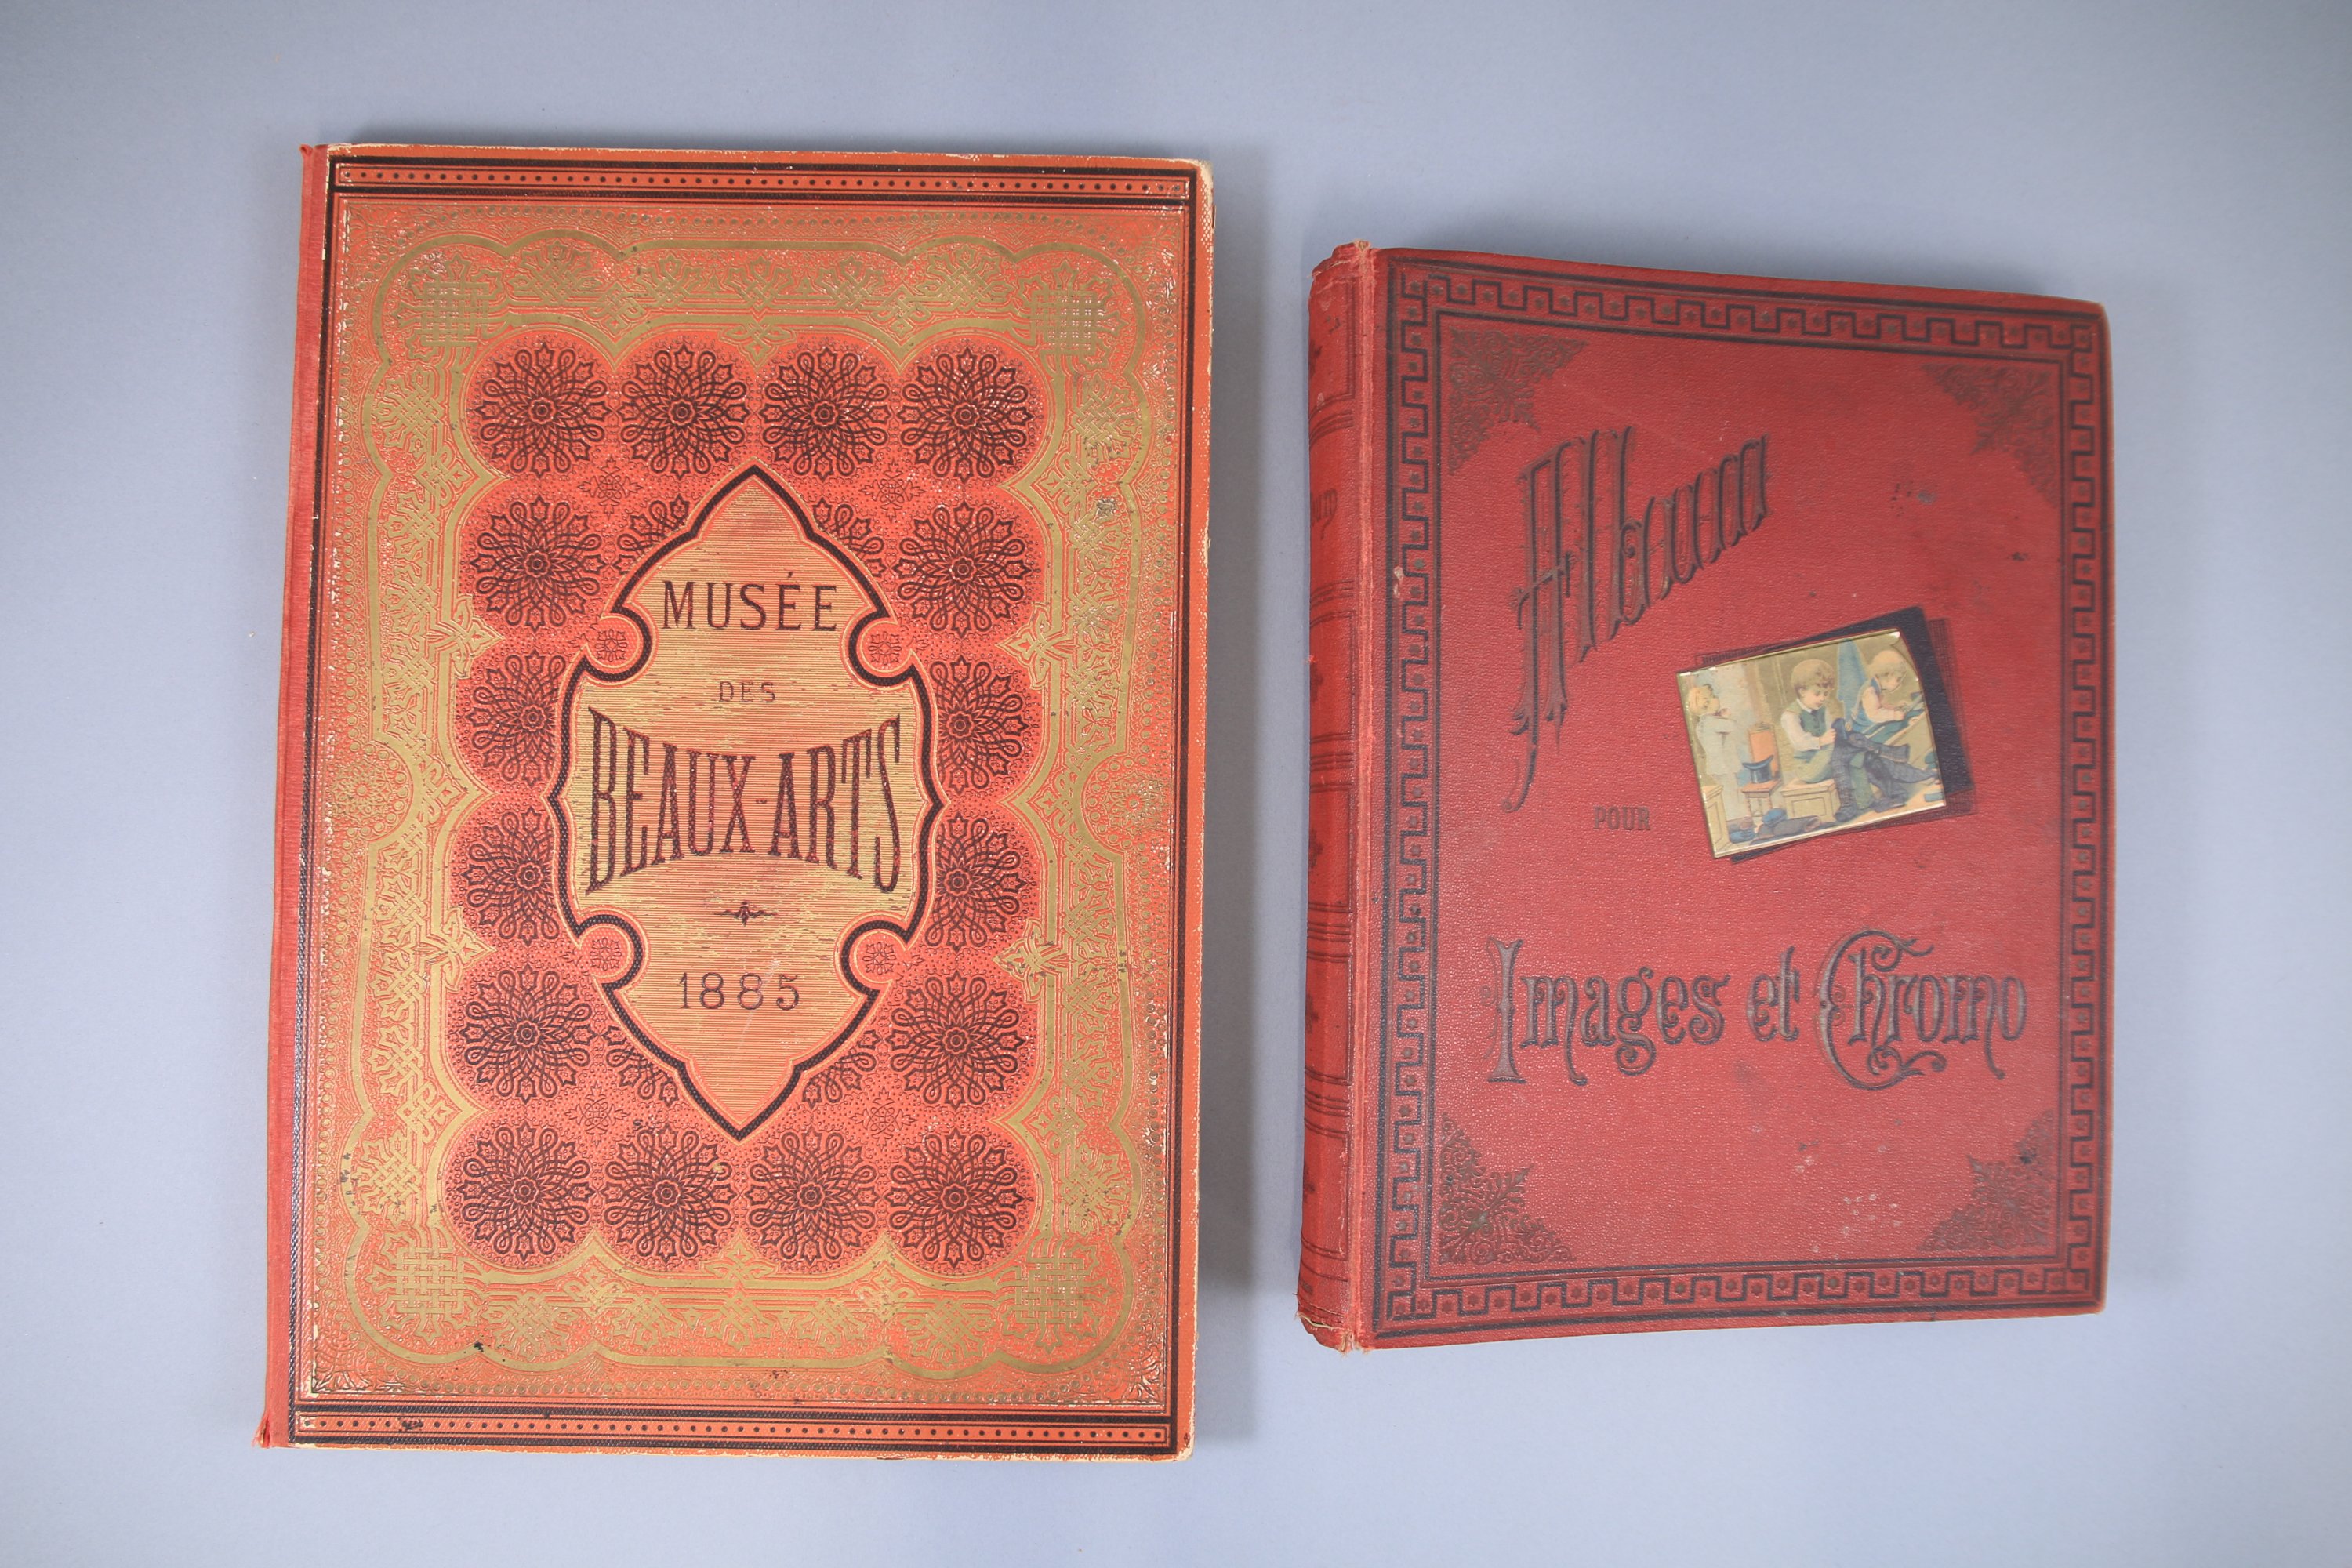 MUSÉE
DES
BEAUX-ARTS
1885
Album
POUR
Images et Chromo